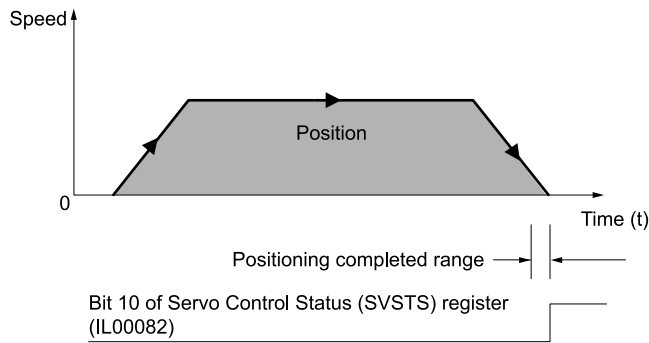 Speed
Position
0
Time (t)
Positioning completed range
Bit 10 of Servo Control Status (SVSTS) register
(IL00082)